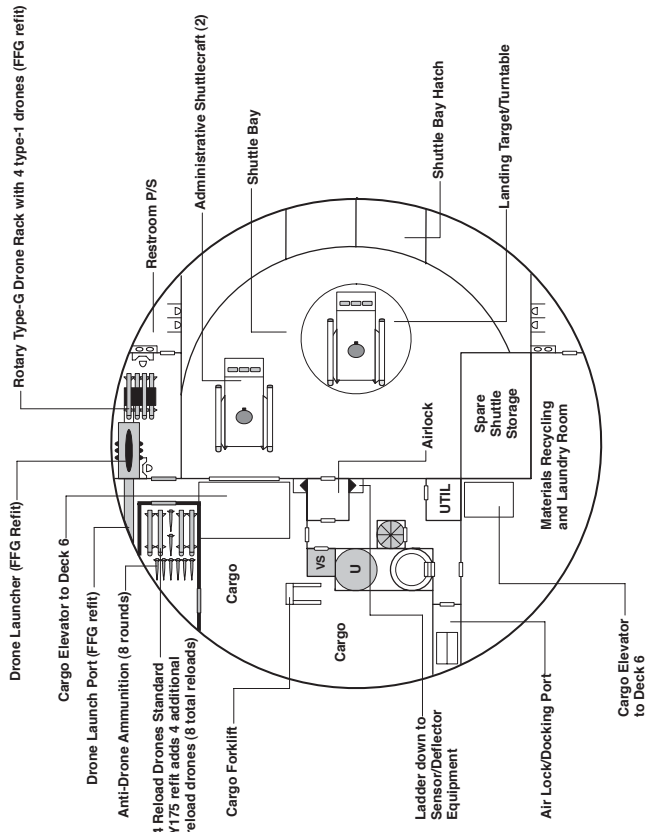 Drone Launcher (FFG Refit)
Rotary Type-G Drone Rack with 4 type-1 drones (FFG refit)
Cargo Elevator to Deck 6
Drone Launch Port (FFG refit)
Anti-Drone Ammunition (8 rounds)
4 Reload Drones Standard
Y175 refit adds 4 additional
reload drones (8 total reloads)
Restroom P/S
Administrative Shuttlecraft (2)
Cargo
Cargo Forklift
Shuttle Bay
VS
U
Cargo
Airlock
Ladder down to
Sensor/Deflector
Equipment
Shuttle Bay Hatch
UTIL
Spare
Shuttle
Storage
Landing Target/Turntable
Air Lock/Docking Port
Materials Recycling
and Laundry Room
Cargo Elevator
to Deck 6